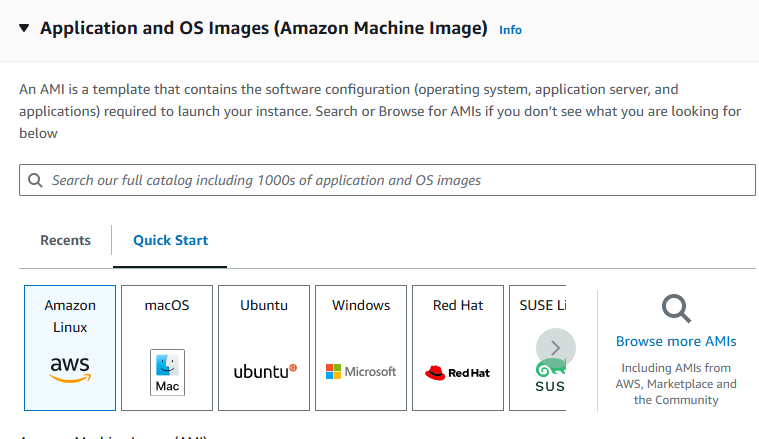 Application and OS Images (Amazon Machine Image) Info
An AMI is a template that contains the software configuration (operating system, application server, and
applications) required to launch your instance. Search or Browse for AMIs if you don't see what you are looking for
below
Search our full catalog including 1000s of application and OS images
Recents
Quick Start
Amazon
Linux
aws
macOS
Mac
Ubuntu
ubuntu
Windows
Microsoft
Red Hat
Red Hat
SUSE Li
SUS
Browse more AMIs
Including AMIs from
AWS, Marketplace and
the Community